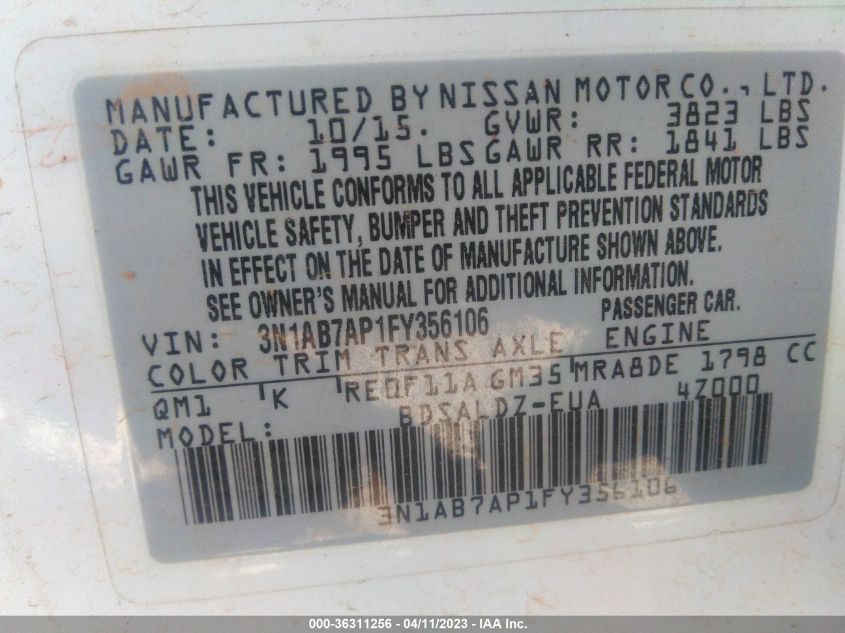 MANUFACTURED BY NISSAN MOTOR CO., LTD.
DATE: 10/15. GVWR: 3823 LBS
GAWR FR: 1995 LBS GAWR RR: 1841 LBS
THIS VEHICLE CONFORMS TO ALL APPLICABLE FEDERAL MOTOR
VEHICLE SAFETY, BUMPER AND THEFT PREVENTION STANDARDS
IN EFFECT ON THE DATE OF MANUFACTURE SHOWN ABOVE.
SEE OWNER'S MANUAL FOR ADDITIONAL INFORMATION.
VIN: 3N1AB7AP1FY356106 PASSENGER CAR.
COLOR TRIM TRANS AXLE ENGINE
QM1 K RE0F11A GM35 MRA8DE 1798 CC
MODEL: BDSALDZ-EUA 4Z000
3N1AB7AP1FY356106
000-36311256 - 04/11/2023 - IAA Inc.